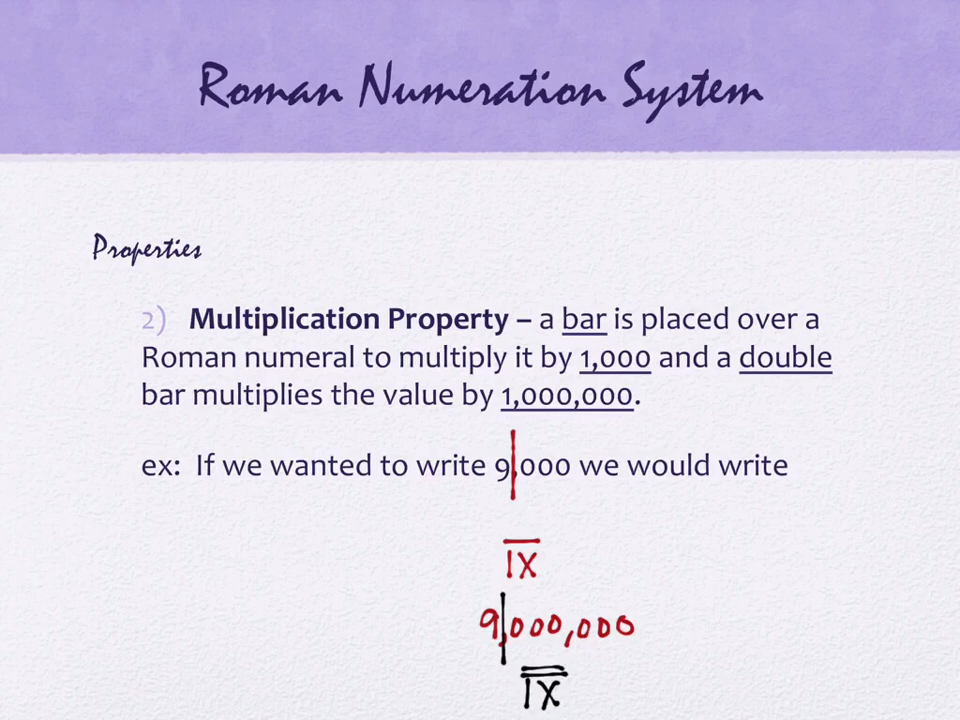 Roman Numeration System
Properties
2) Multiplication Property – a bar is placed over a
Roman numeral to multiply it by 1,000 and a double
bar multiplies the value by 1,000,000.
ex: If we wanted to write 9,000 we would write
I̅X̅
9,000,000
I̿X̿